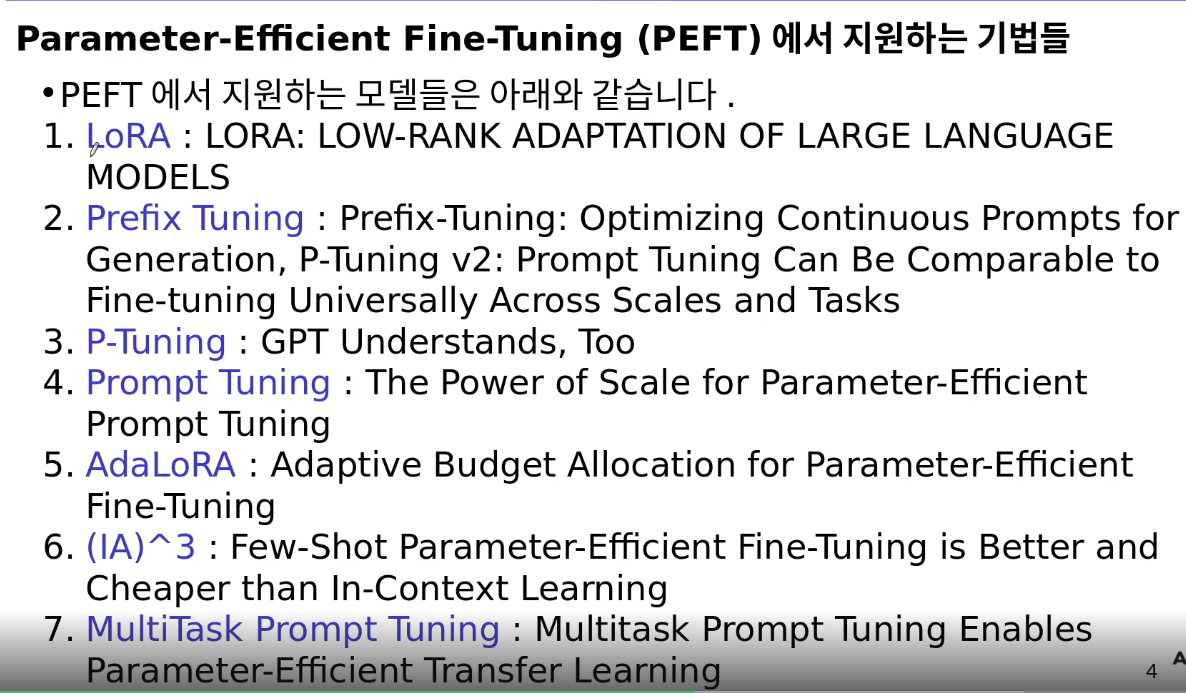 Parameter-Efficient Fine-Tuning (PEFT) 에서 지원하는 기법들
•PEFT 에서 지원하는 모델들은 아래와 같습니다 .
1. LoRA : LORA: LOW-RANK ADAPTATION OF LARGE LANGUAGE
MODELS
2. Prefix Tuning : Prefix-Tuning: Optimizing Continuous Prompts for
Generation, P-Tuning v2: Prompt Tuning Can Be Comparable to
Fine-tuning Universally Across Scales and Tasks
3. P-Tuning : GPT Understands, Too
4. Prompt Tuning : The Power of Scale for Parameter-Efficient
Prompt Tuning
5. AdaLoRA : Adaptive Budget Allocation for Parameter-Efficient
Fine-Tuning
6. (IA)^3 : Few-Shot Parameter-Efficient Fine-Tuning is Better and
Cheaper than In-Context Learning
7. MultiTask Prompt Tuning : Multitask Prompt Tuning Enables
Parameter-Efficient Transfer Learning
4